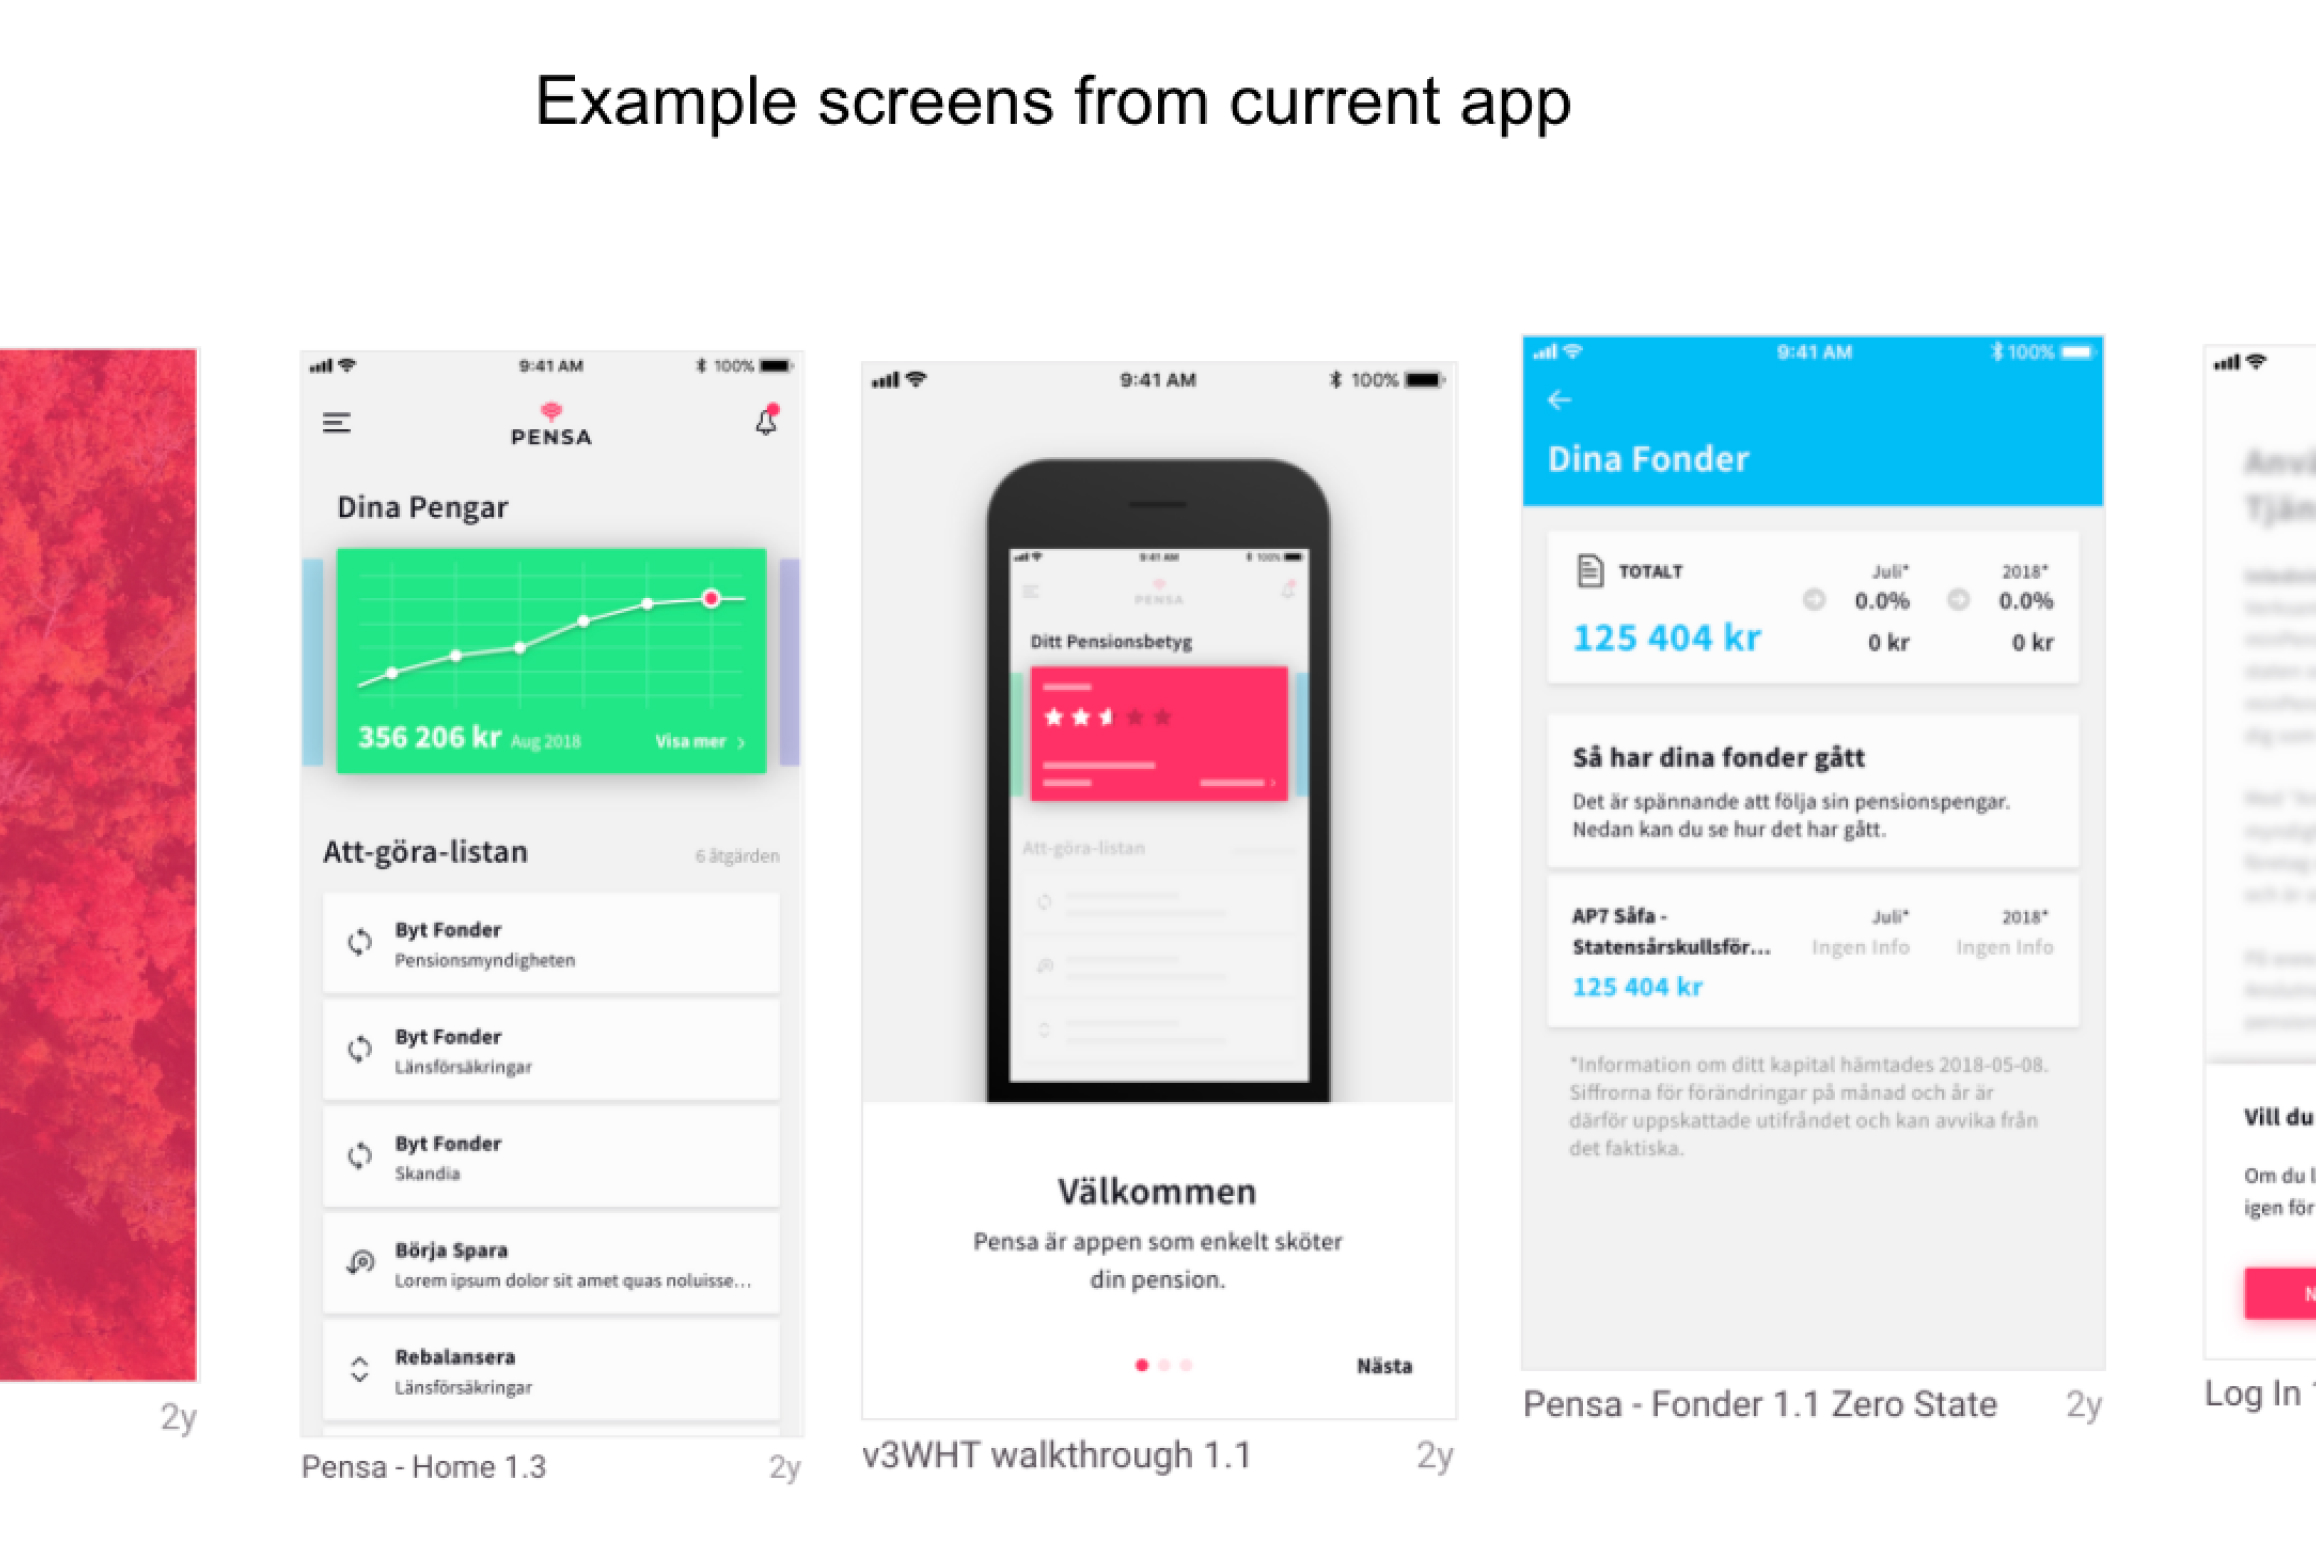 Example screens from current app
2y
9:41 AM
100%
PENSA
Dina Pengar
356 206 kr Aug 2018 Visa mer
Att-göra-listan 6 åtgärden
Byt Fonder
Pensionsmyndigheten
Byt Fonder
Länsförsäkringar
Byt Fonder
Skandia
Börja Spara
Lorem ipsum dolor sit amet quas noluisse...
Rebalansera
Länsförsäkringar
Pensa - Home 1.3 2y
9:41 AM
100%
9:41 AM
100%
PENSA
Ditt Pensionsbetyg
Att-göra-listan
Välkommen
Pensa är appen som enkelt sköter
din pension.
Nästa
v3WHT walkthrough 1.1 2y
9:41 AM
100%
Dina Fonder
TOTALT
125 404 kr
Juli*
0.0%
0 kr
2018*
0.0%
0 kr
Så har dina fonder gått
Det är spännande att följa sin pensionspengar.
Nedan kan du se hur det har gått.
AP7 Såfa -
Statensårskullsför...
125 404 kr
Juli*
Ingen Info
2018*
Ingen Info
*Information om ditt kapital hämtades 2018-05-08.
Siffrorna för förändringar på månad och år är
därför uppskattade utifråndet och kan avvika från
det faktiska.
Pensa - Fonder 1.1 Zero State 2y
Vill du
Om du l
igen för
Log In